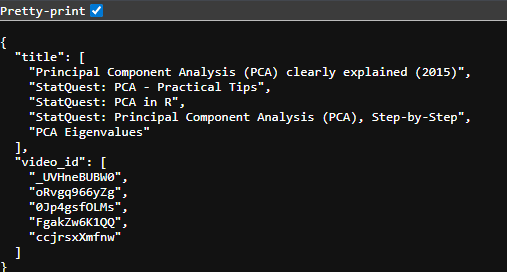 Pretty-print
{
"title": [
"Principal Component Analysis (PCA) clearly explained (2015)",
"StatQuest: PCA - Practical Tips",
"StatQuest: PCA in R",
"StatQuest: Principal Component Analysis (PCA), Step-by-Step",
"PCA Eigenvalues"
],
"video_id": [
"_UVHneBUBW0",
"oRvgq966yZg",
"0Jp4gsfOLMs",
"FgakZw6K1QQ",
"ccjrsxXmfnw"
]
}